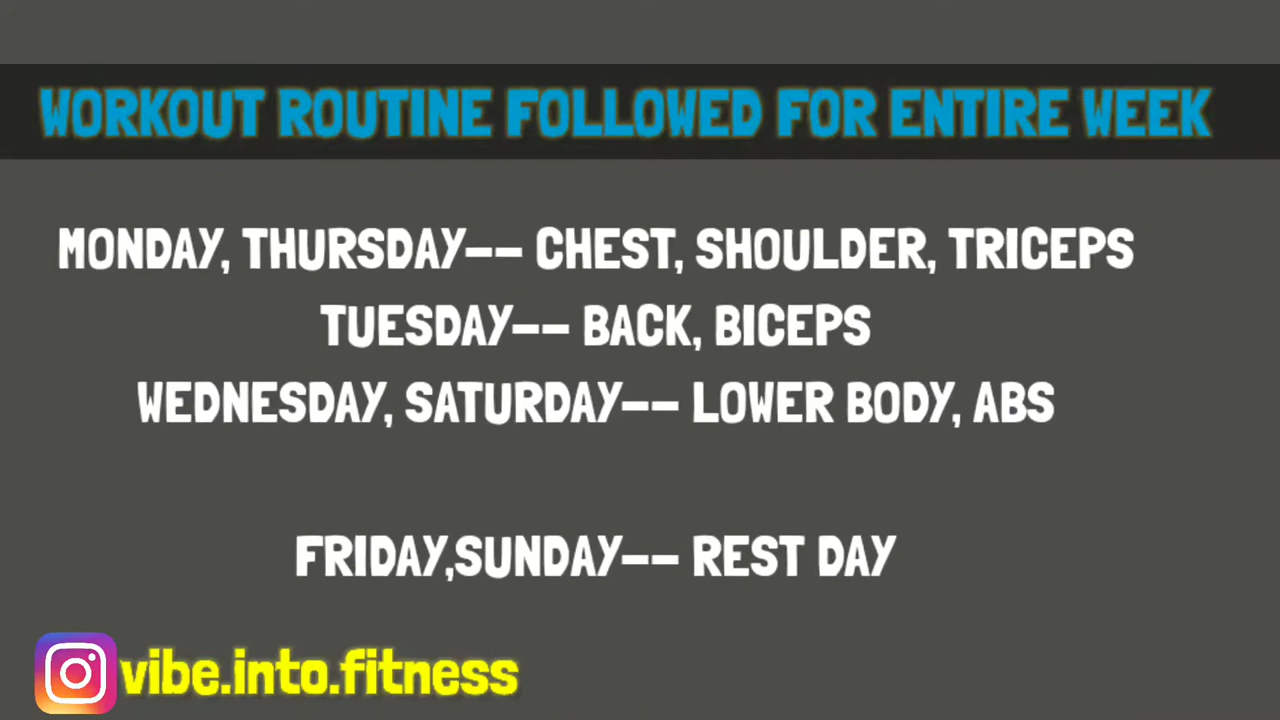 WORKOUT ROUTINE FOLLOWED FOR ENTIRE WEEK
MONDAY, THURSDAY-- CHEST, SHOULDER, TRICEPS
TUESDAY-- BACK, BICEPS
WEDNESDAY, SATURDAY-- LOWER BODY, ABS
FRIDAY,SUNDAY-- REST DAY
vibe.into.fitness